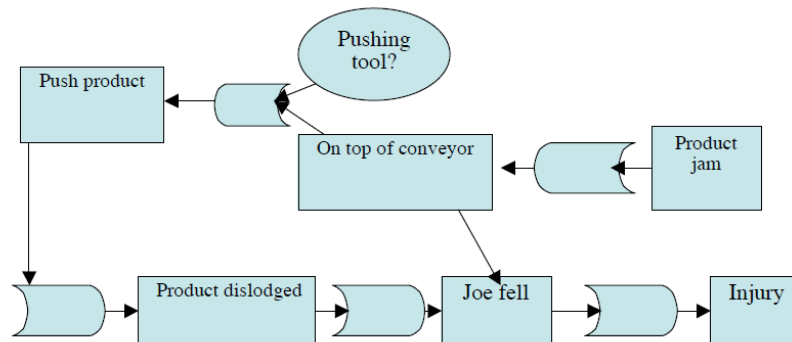 Pushing
tool?
Push product
On top of conveyor
Product
jam
Product dislodged
Joe fell
Injury